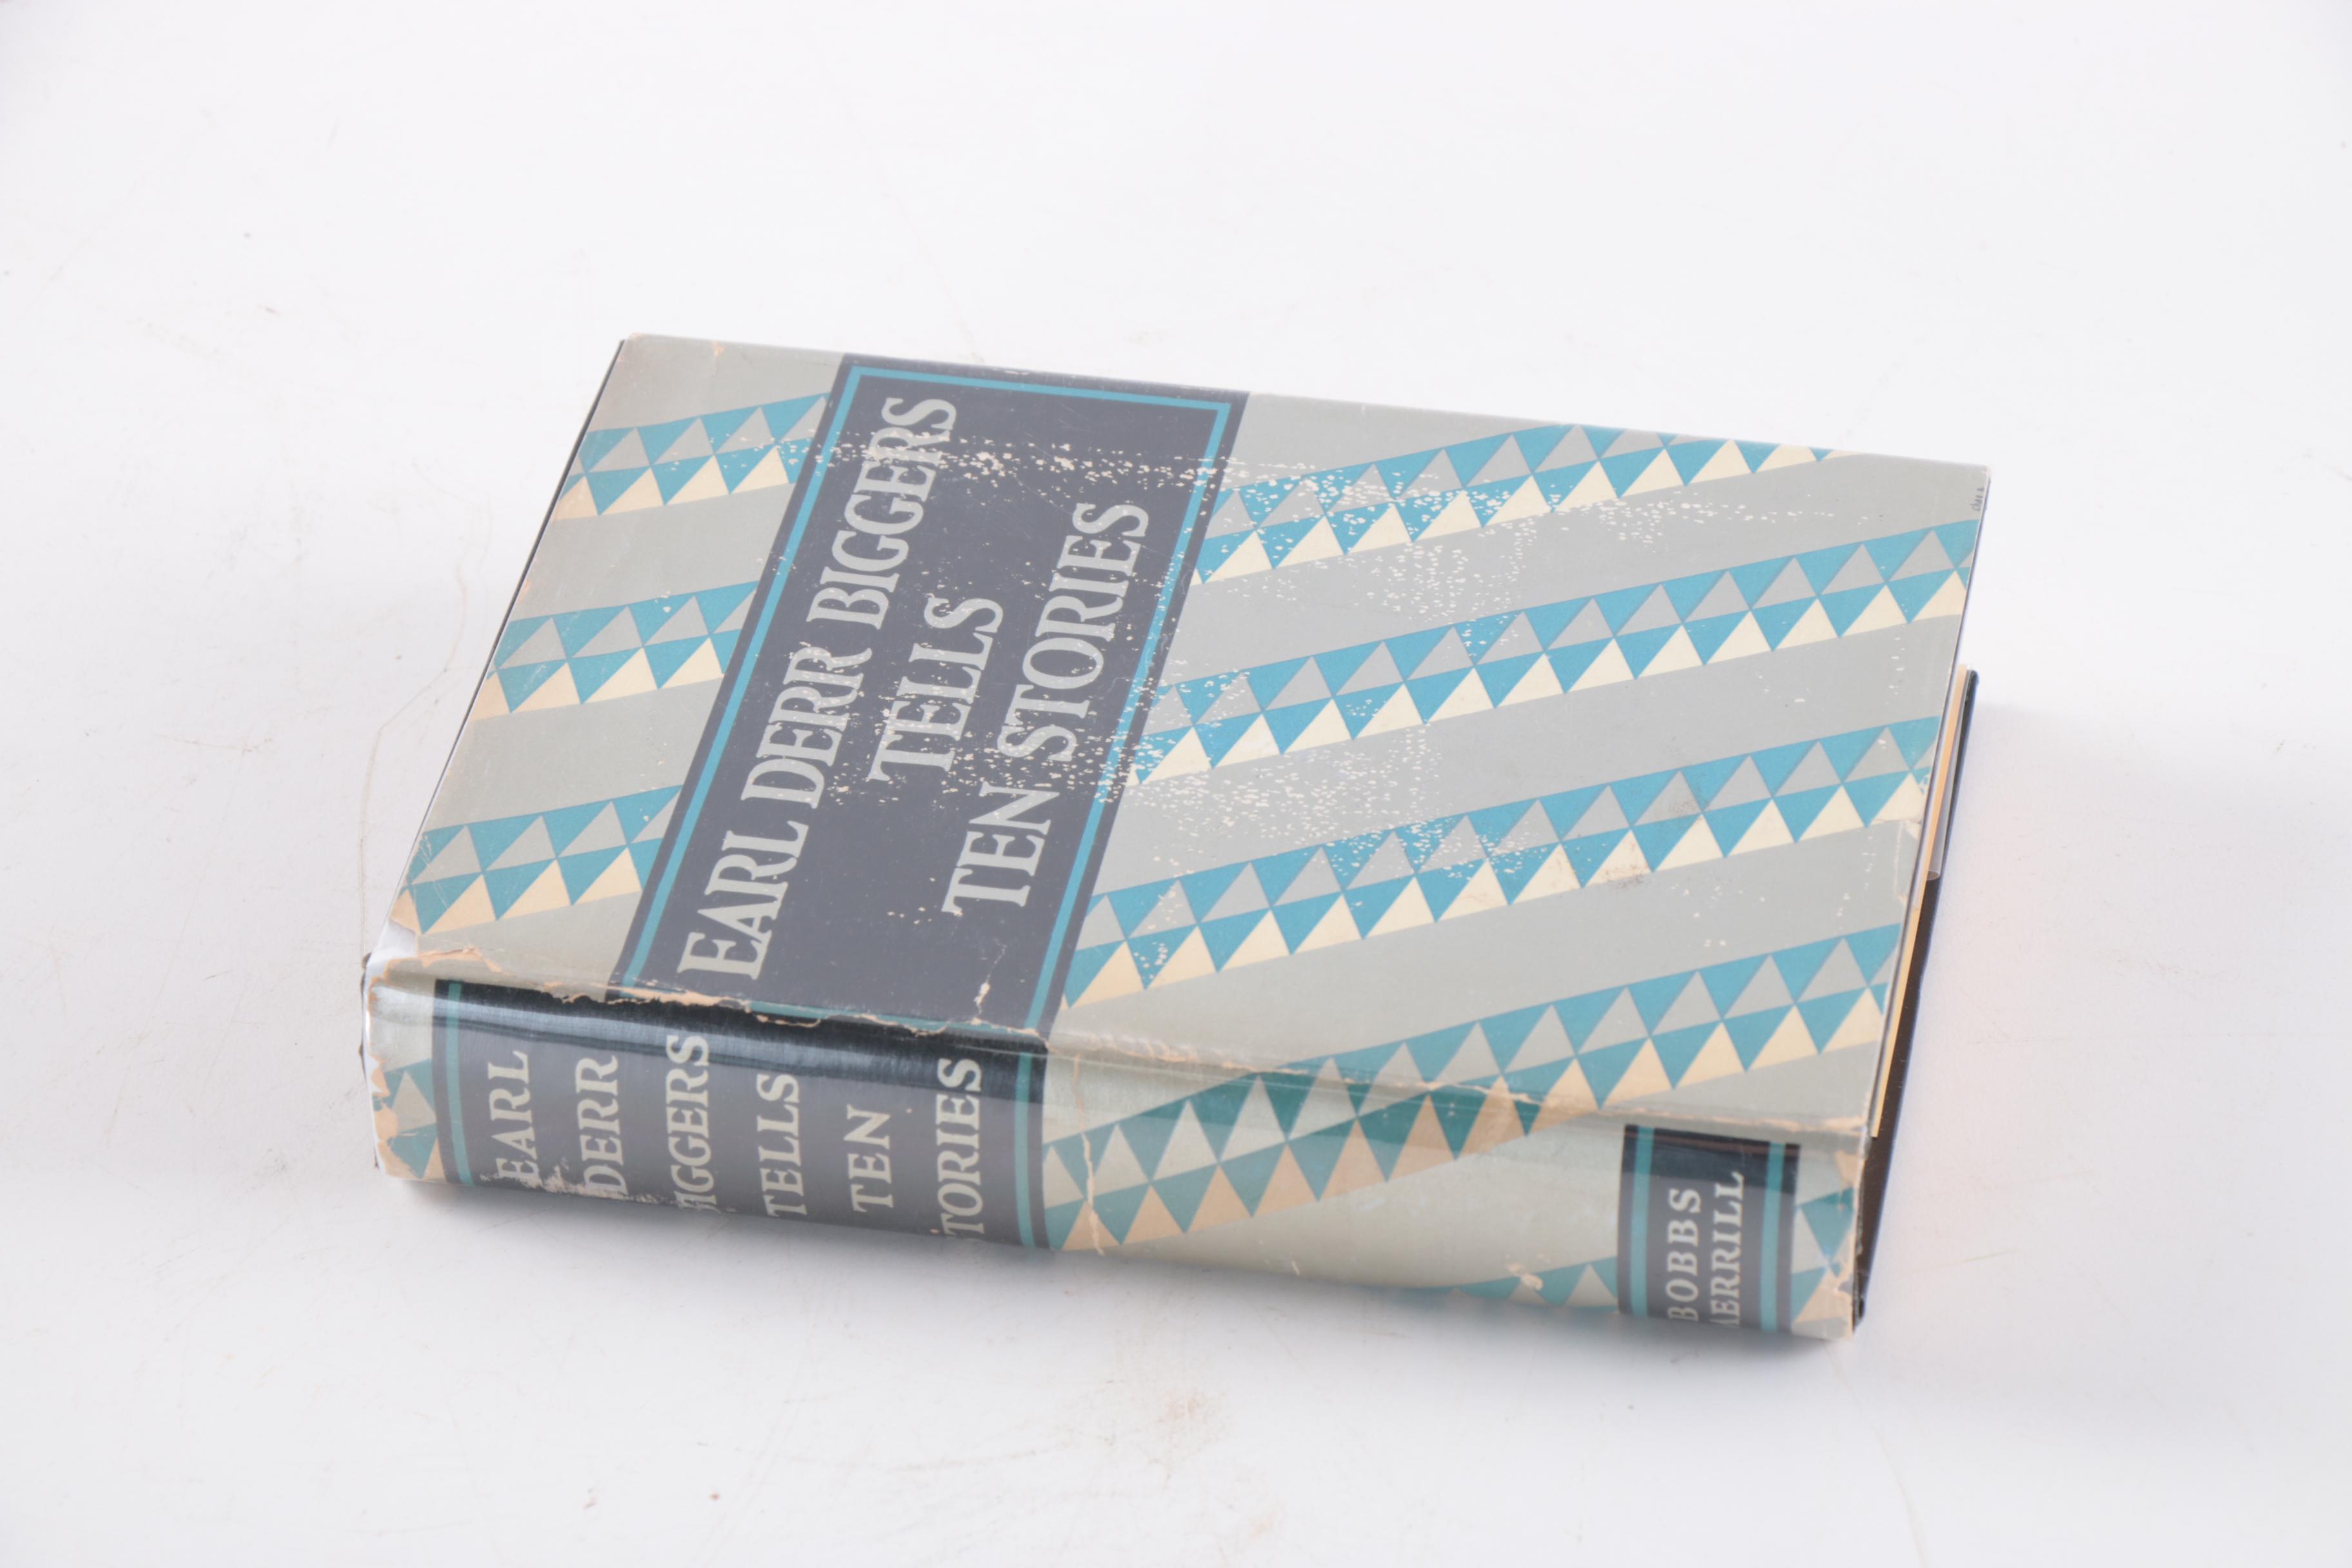 EARL DERR BIGGERS
TELLS
TEN STORIES
EARL
DERR
BIGGERS
TELLS
TEN
STORIES
BOBBS
MERRILL